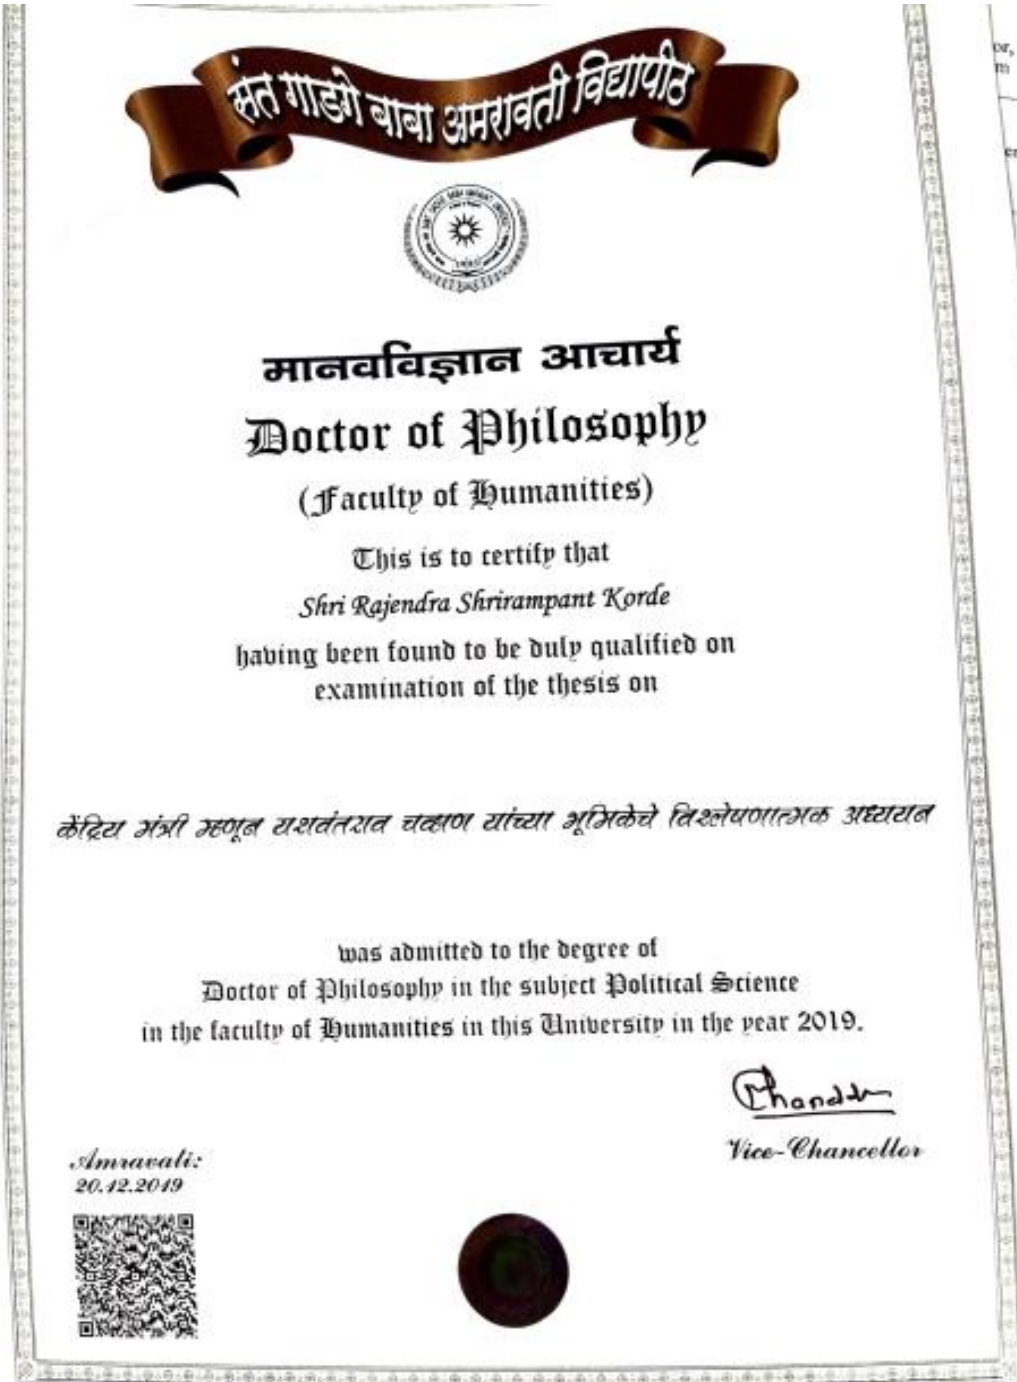 संत गाडगे बाबा अमरावती विद्यापीठ
मानवविज्ञान आचार्य
Doctor of Philosophy
(Faculty of Humanities)
This is to certify that
Shri Rajendra Shrirampant Korde
having been found to be duly qualified on
examination of the thesis on
केंद्रिय मंत्री म्हणून यशवंतराव चव्हाण यांच्या भूमिकेचे विश्लेषणात्मक अध्ययन
was admitted to the degree of
Doctor of Philosophy in the subject Political Science
in the faculty of Humanities in this University in the year 2019.
Vice-Chancellor
Amravati:
20.12.2019